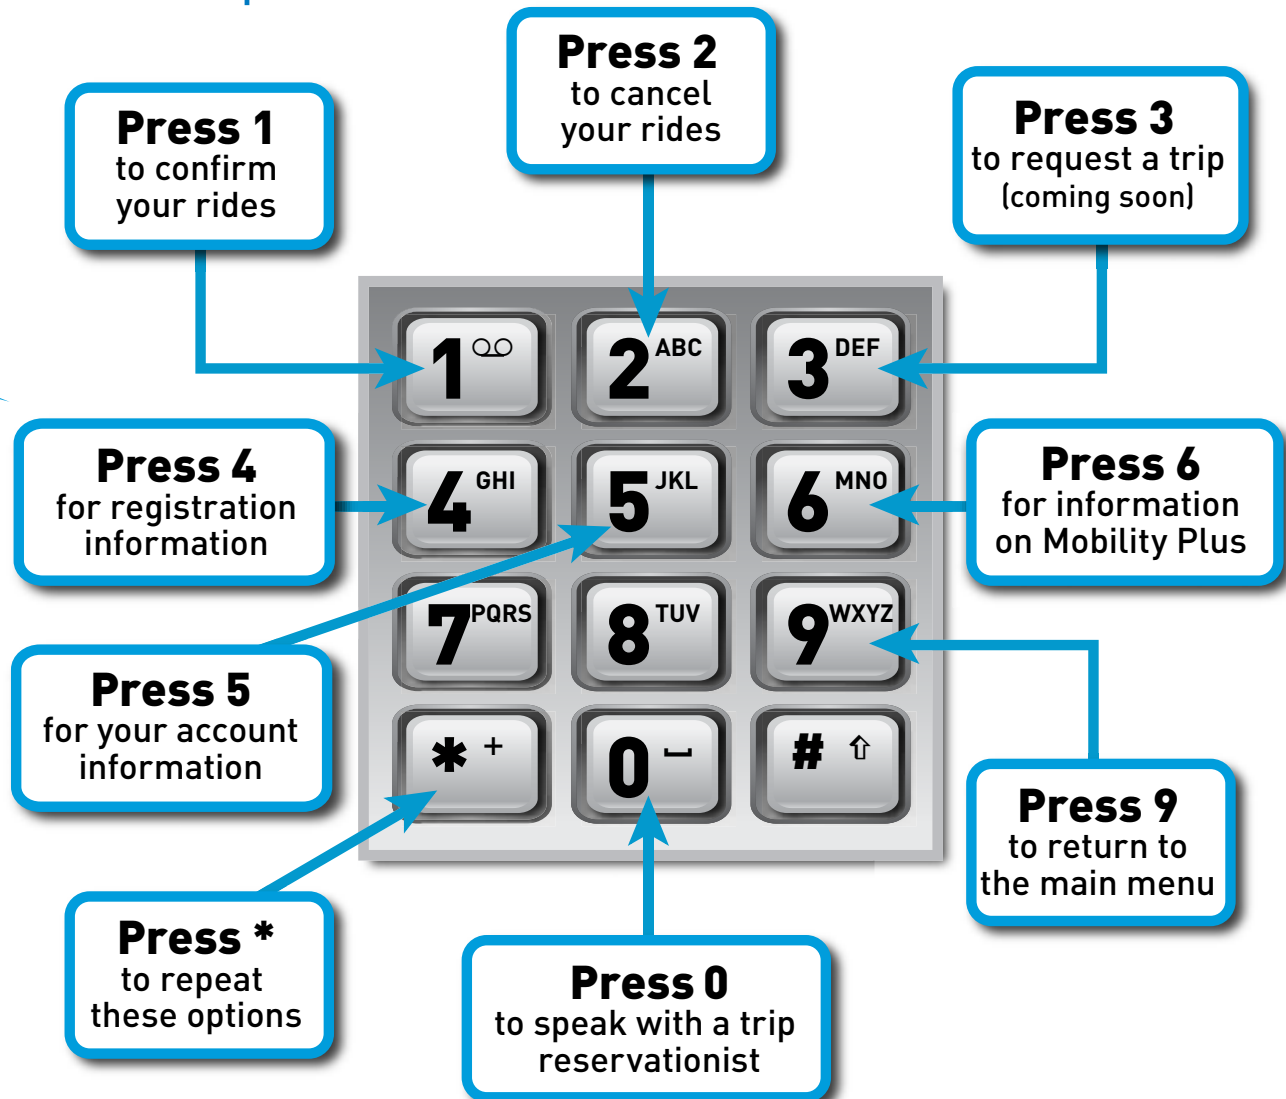 Press 2
to cancel
your rides
Press 1
to confirm
your rides
Press 3
to request a trip
(coming soon)
1
2 ABC
3 DEF
Press 4
for registration
information
4 GHI
5 JKL
6 MNO
Press 6
for information
on Mobility Plus
7 PQRS
8 TUV
9 WXYZ
Press 5
for your account
information
* +
0
# ⇧
Press 9
to return to
the main menu
Press *
to repeat
these options
Press 0
to speak with a trip
reservationist